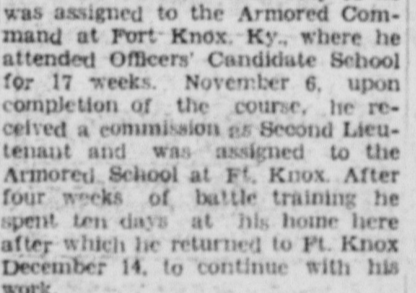 was assigned to the Armored Com-
mand at Fort Knox, Ky., where he
attended Officers' Candidate School
for 17 weeks. November 6, upon
completion of the course, he re-
ceived a commission as Second Lieu-
tenant and was assigned to the
Armored School at Ft. Knox. After
four weeks of battle training he
spent ten days at his home here
after which he returned to Ft. Knox
December 14, to continue with his
work